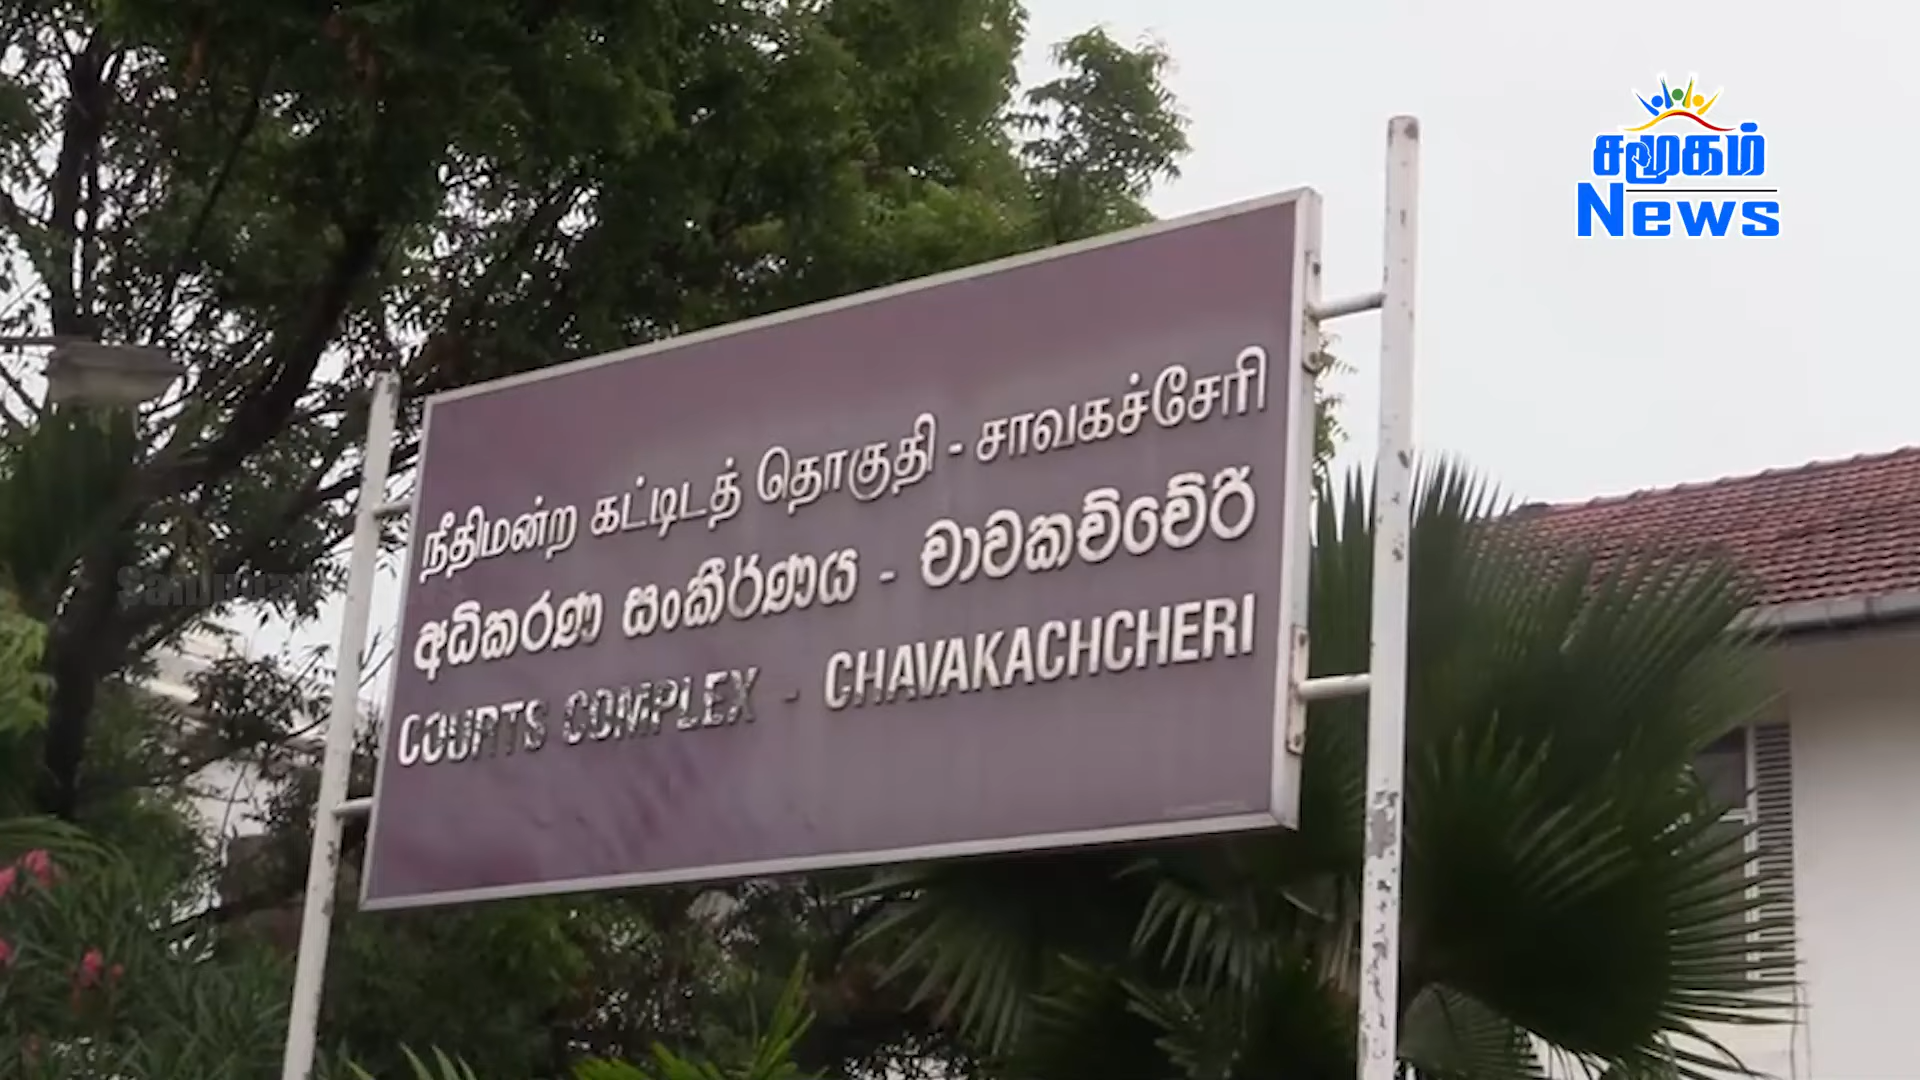 சமூகம்
News
நீதிமன்ற கட்டிடத் தொகுதி - சாவகச்சேரி
අධිකරණ සංකීර්ණය - චාවකච්චේරී
COURTS COMPLEX - CHAVAKACHCHERI